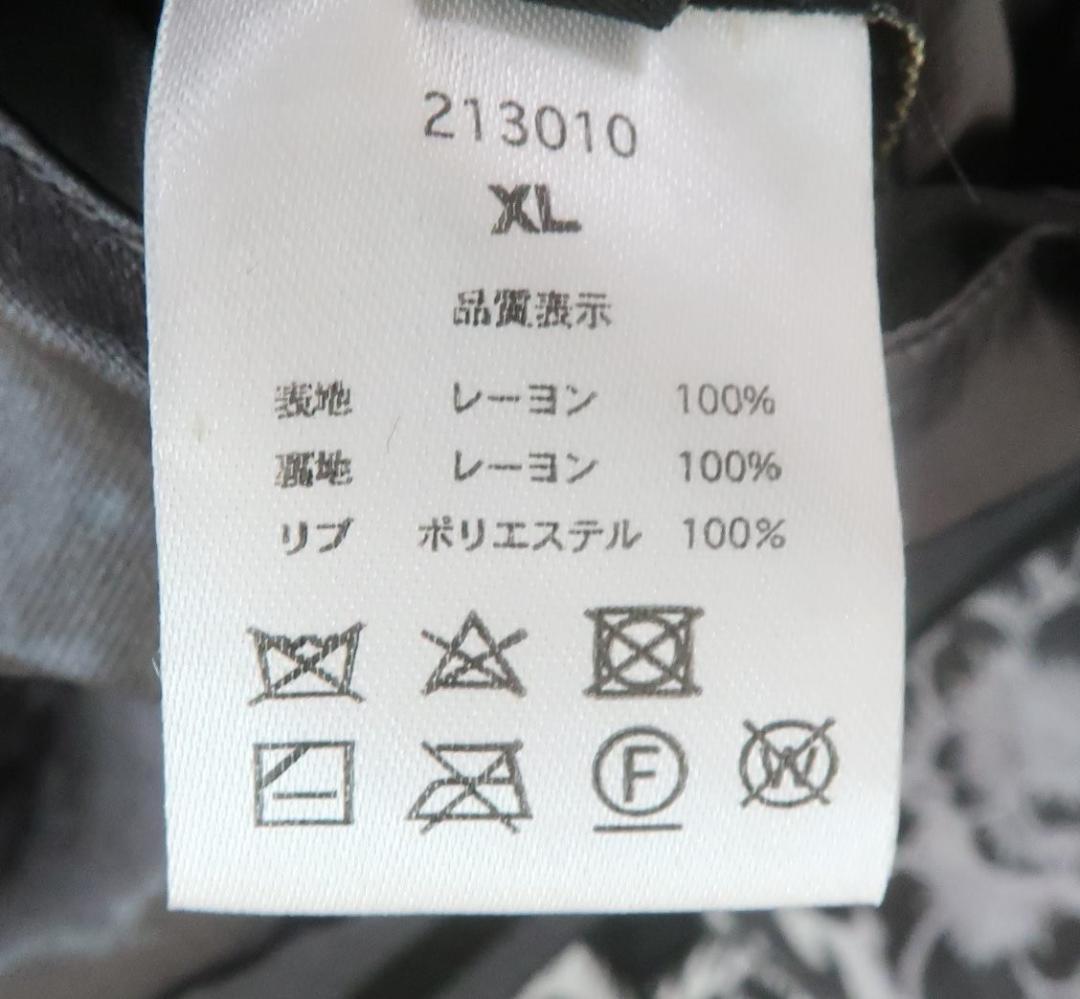 213010
XL
品質表示
表地 レーヨン 100%
裏地 レーヨン 100%
リブ ポリエステル 100%
F W